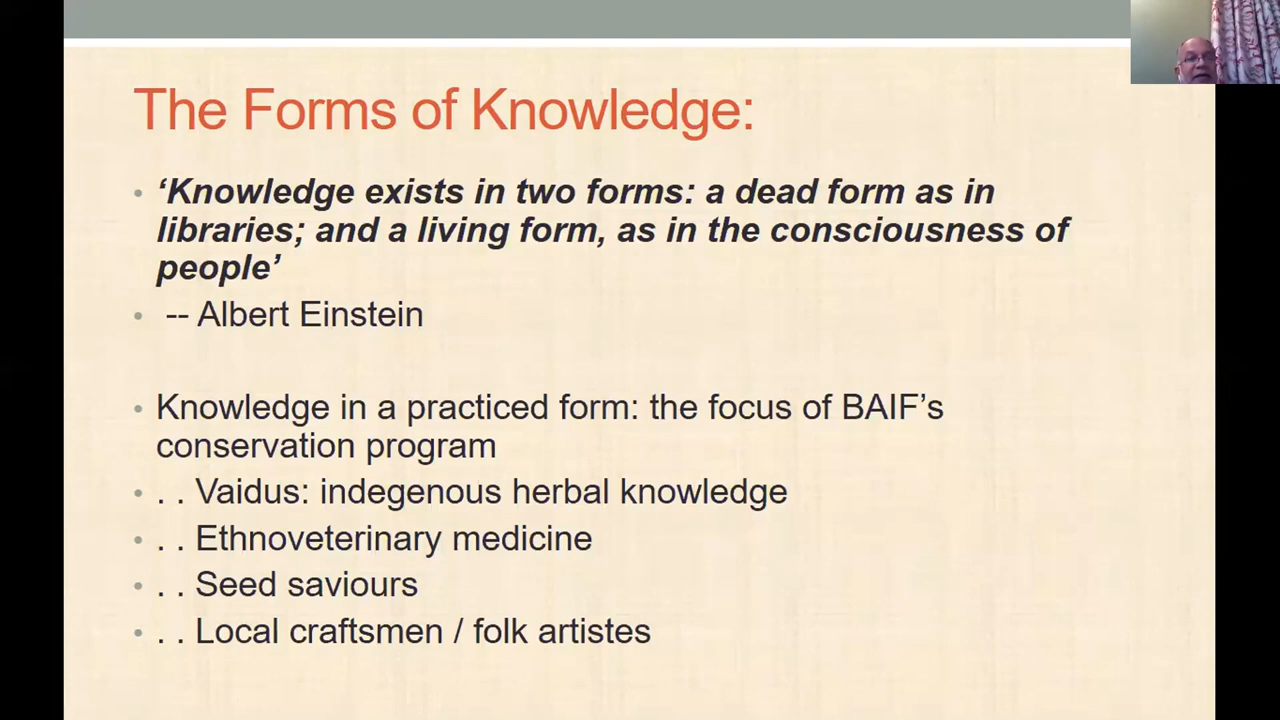 The Forms of Knowledge:
• ‘Knowledge exists in two forms: a dead form as in
libraries; and a living form, as in the consciousness of
people’
• -- Albert Einstein
• Knowledge in a practiced form: the focus of BAIF’s
conservation program
• . . Vaidus: indegenous herbal knowledge
• . . Ethnoveterinary medicine
• . . Seed saviours
• . . Local craftsmen / folk artistes